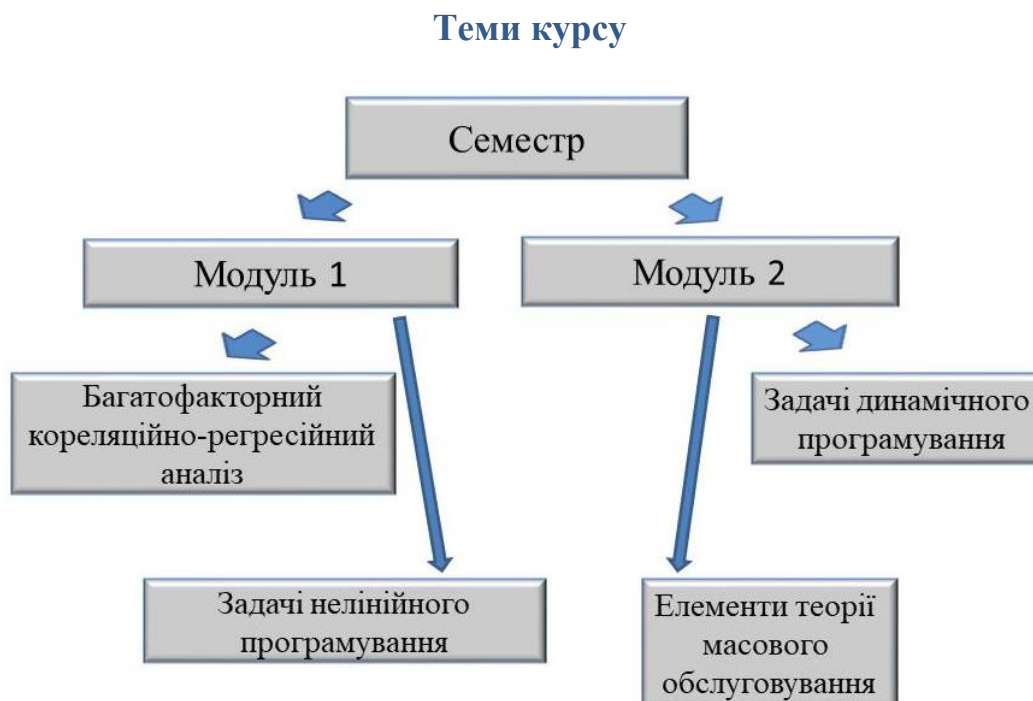 Теми курсу
Семестр
Модуль 1
Модуль 2
Багатофакторний
кореляційно-регресійний
аналіз
Задачі динамічного
програмування
Задачі нелінійного
програмування
Елементи теорії
масового
обслуговування